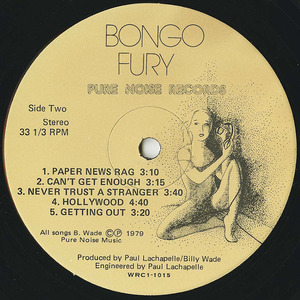 BONGO
FURY
PURE NOISE RECORDS
Side Two
Stereo
33 1/3 RPM
1. PAPER NEWS RAG 3:10
2. CAN'T GET ENOUGH 3:15
3. NEVER TRUST A STRANGER 3:40
4. HOLLYWOOD 4:40
5. GETTING OUT 3:20
All songs B. Wade ©℗ 1979
Pure Noise Music
Produced by Paul Lachapelle/Billy Wade
Engineered by Paul Lachapelle
WRC1-1015